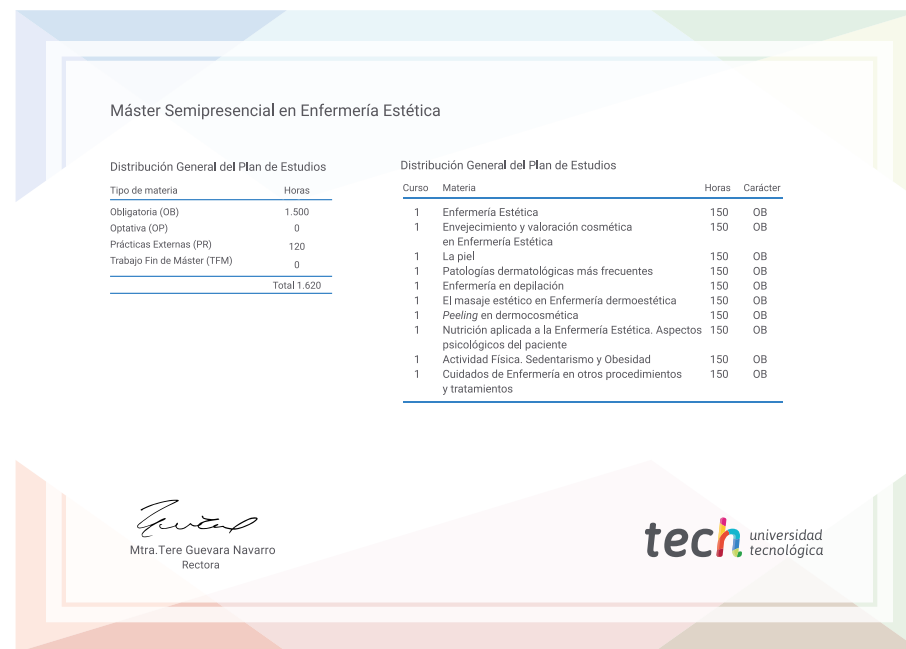 Máster Semipresencial en Enfermería Estética
Distribución General del Plan de Estudios
Tipo de materia Horas
Obligatoria (OB) 1.500
Optativa (OP) 0
Prácticas Externas (PR) 120
Trabajo Fin de Máster (TFM) 0
Total 1.620
Distribución General del Plan de Estudios
Curso Materia Horas Carácter
1 Enfermería Estética 150 OB
1 Envejecimiento y valoración cosmética 150 OB
en Enfermería Estética
1 La piel 150 OB
1 Patologías dermatológicas más frecuentes 150 OB
1 Enfermería en depilación 150 OB
1 El masaje estético en Enfermería dermoestética 150 OB
1 Peeling en dermocosmética 150 OB
1 Nutrición aplicada a la Enfermería Estética. Aspectos 150 OB
psicológicos del paciente
1 Actividad Física. Sedentarismo y Obesidad 150 OB
1 Cuidados de Enfermería en otros procedimientos 150 OB
y tratamientos
Mtra.Tere Guevara Navarro
Rectora
tech universidad
tecnológica